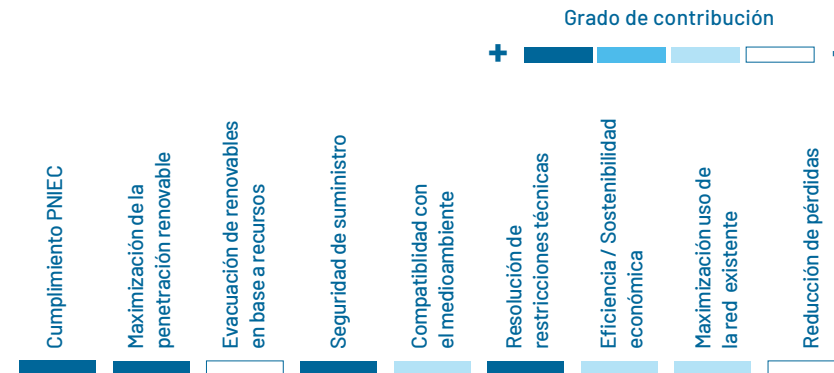 Grado de contribución
+
Cumplimiento PNIEC
Maximización de la
penetración renovable
Evacuación de renovables
en base a recursos
Seguridad de suministro
Compatiblidad con
el medioambiente
Resolución de
restricciones técnicas
Eficiencia / Sostenibilidad
económica
Maximización uso de
la red existente
Reducción de pérdidas